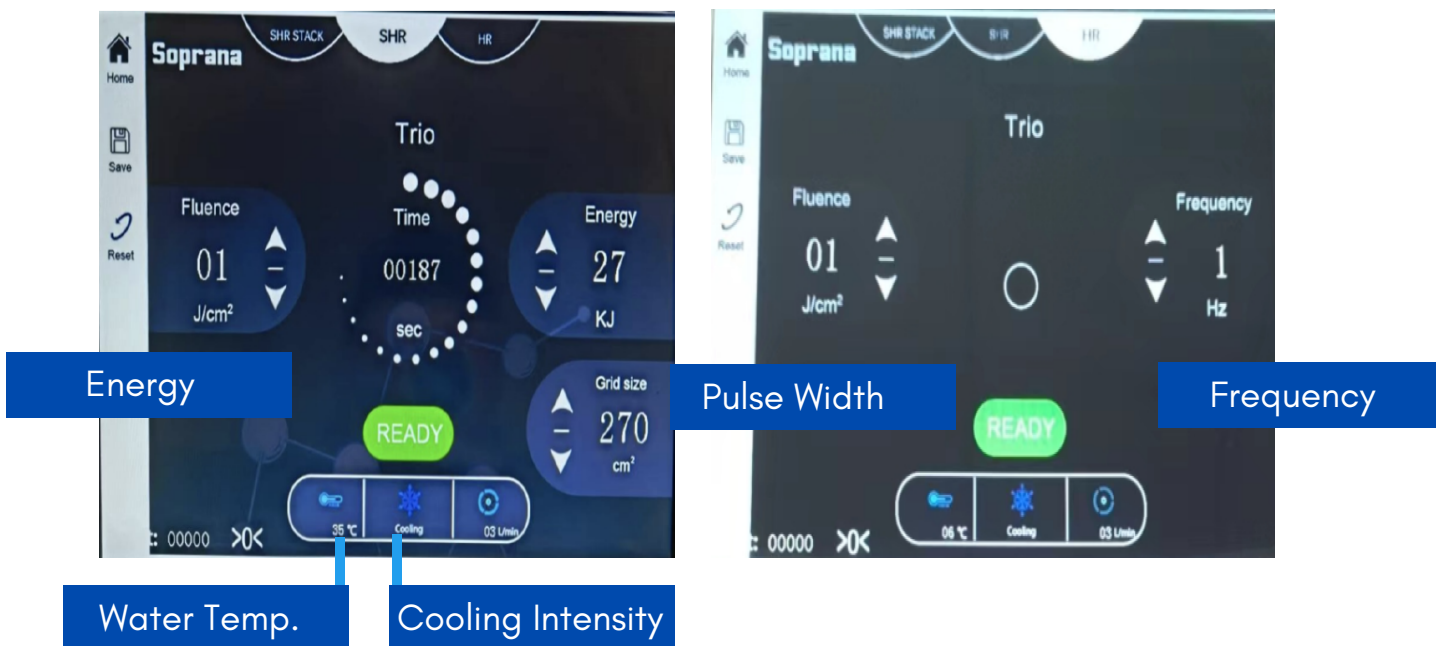 SHR STACK
SHR
HR
Soprana
Home
Save
Reset
Trio
Fluence
01
J/cm²
Time
00187
sec
Energy
27
KJ
Grid size
270
cm²
READY
35 ℃
Cooling
03 L/min
: 00000 >0<
Energy
Water Temp.
Cooling Intensity
SHR STACK
SHR
HR
Soprana
Home
Save
Reset
Trio
Fluence
01
J/cm²
Frequency
1
Hz
READY
06 ℃
Cooling
03 L/min
: 00000 >0<
Pulse Width
Frequency